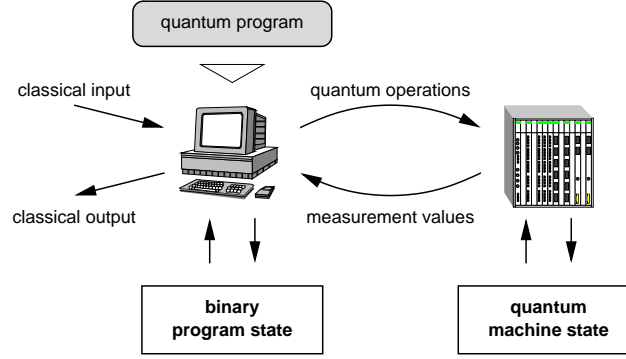 quantum program
classical input
quantum operations
classical output
measurement values
binary
program state
quantum
machine state